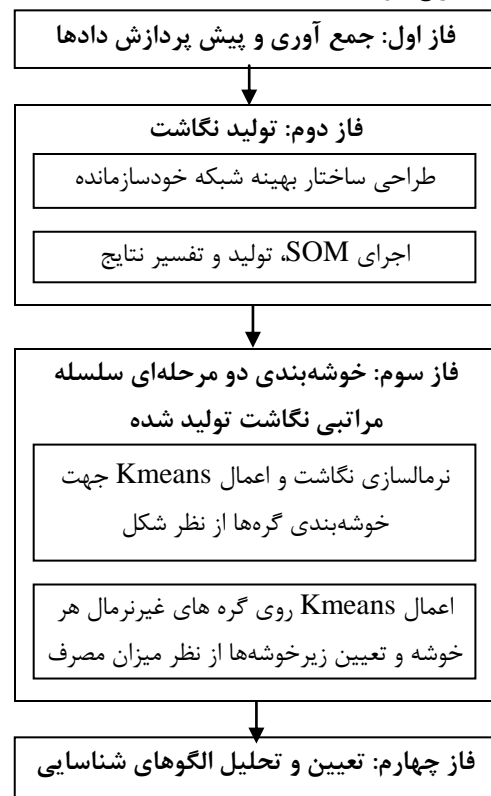 فاز اول: جمع آوری و پیش پردازش دادها
فاز دوم: تولید نگاشت
طراحی ساختار بهینه شبکه خودسازمانده
اجرای SOM، تولید و تفسیر نتایج
فاز سوم: خوشه‌بندی دو مرحله‌ای سلسله
مراتبی نگاشت تولید شده
نرمالسازی نگاشت و اعمال Kmeans جهت
خوشه‌بندی گره‌ها از نظر شکل
اعمال Kmeans روی گره های غیرنرمال هر
خوشه و تعیین زیرخوشه‌ها از نظر میزان مصرف
فاز چهارم: تعیین و تحلیل الگوهای شناسایی